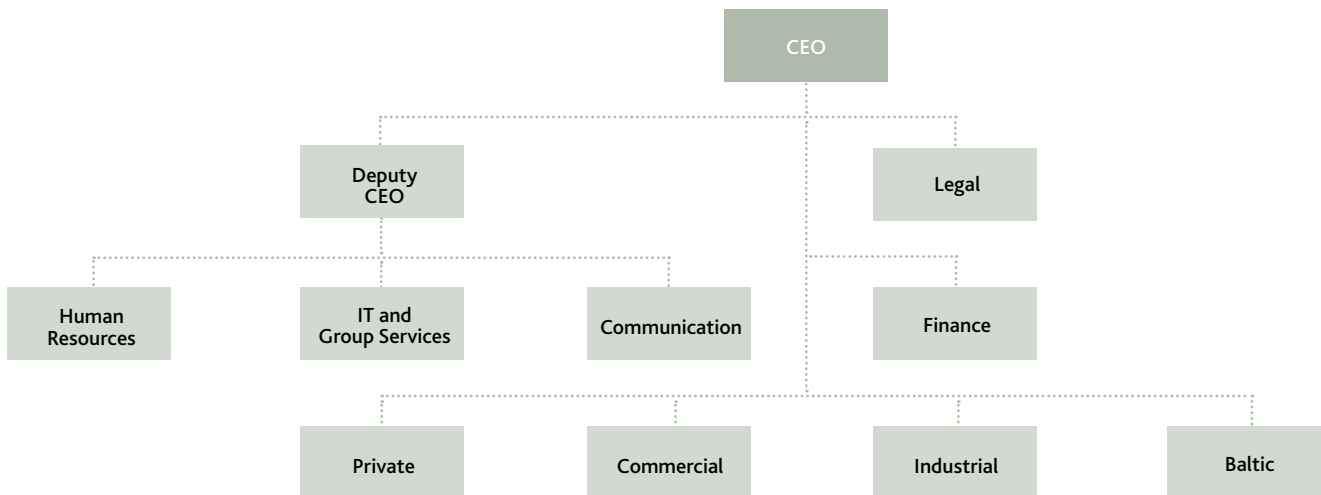 CEO
Deputy
CEO
Legal
Human
Resources
IT and
Group Services
Communication
Finance
Private
Commercial
Industrial
Baltic